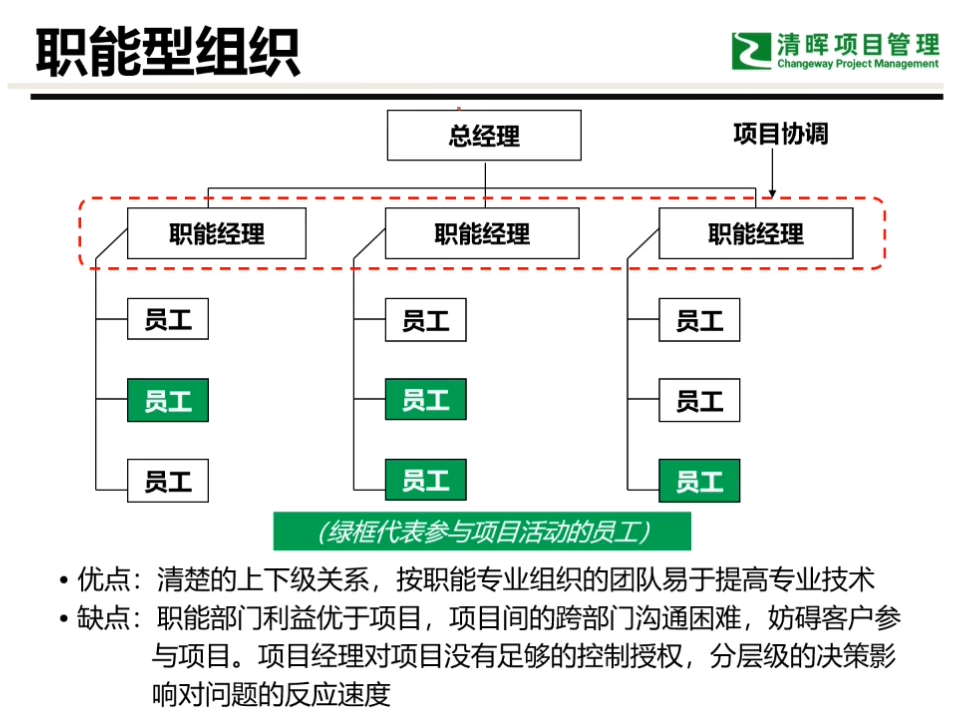 职能型组织
清晖项目管理
Changeway Project Management
总经理
项目协调
职能经理 职能经理 职能经理
员工 员工 员工
员工 员工 员工
员工 员工 员工
（绿框代表参与项目活动的员工）
• 优点：清楚的上下级关系，按职能专业组织的团队易于提高专业技术
• 缺点：职能部门利益优于项目，项目间的跨部门沟通困难，妨碍客户参
与项目。项目经理对项目没有足够的控制授权，分层级的决策影
响对问题的反应速度